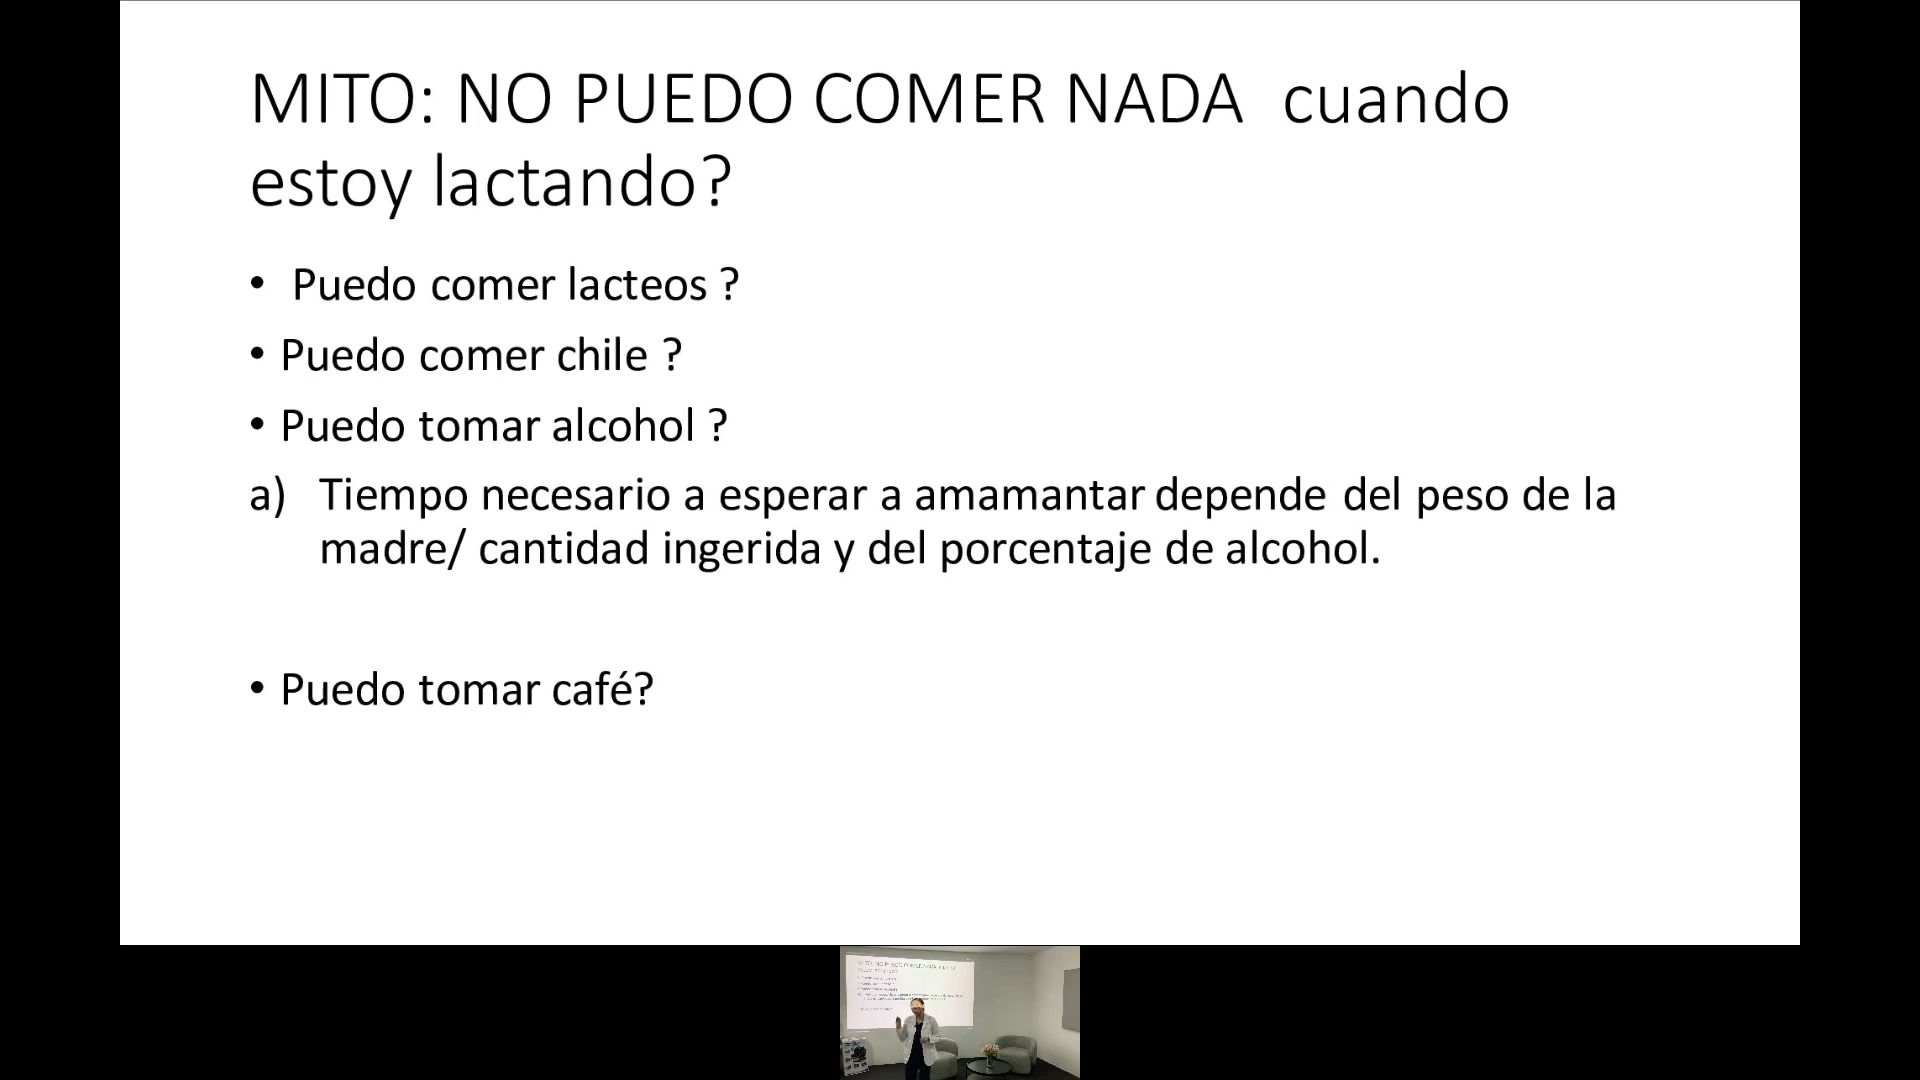 MITO: NO PUEDO COMER NADA  cuando
estoy lactando?
• Puedo comer lacteos ?
• Puedo comer chile ?
• Puedo tomar alcohol ?
a) Tiempo necesario a esperar a amamantar depende del peso de la
madre/ cantidad ingerida y del porcentaje de alcohol.
• Puedo tomar café?